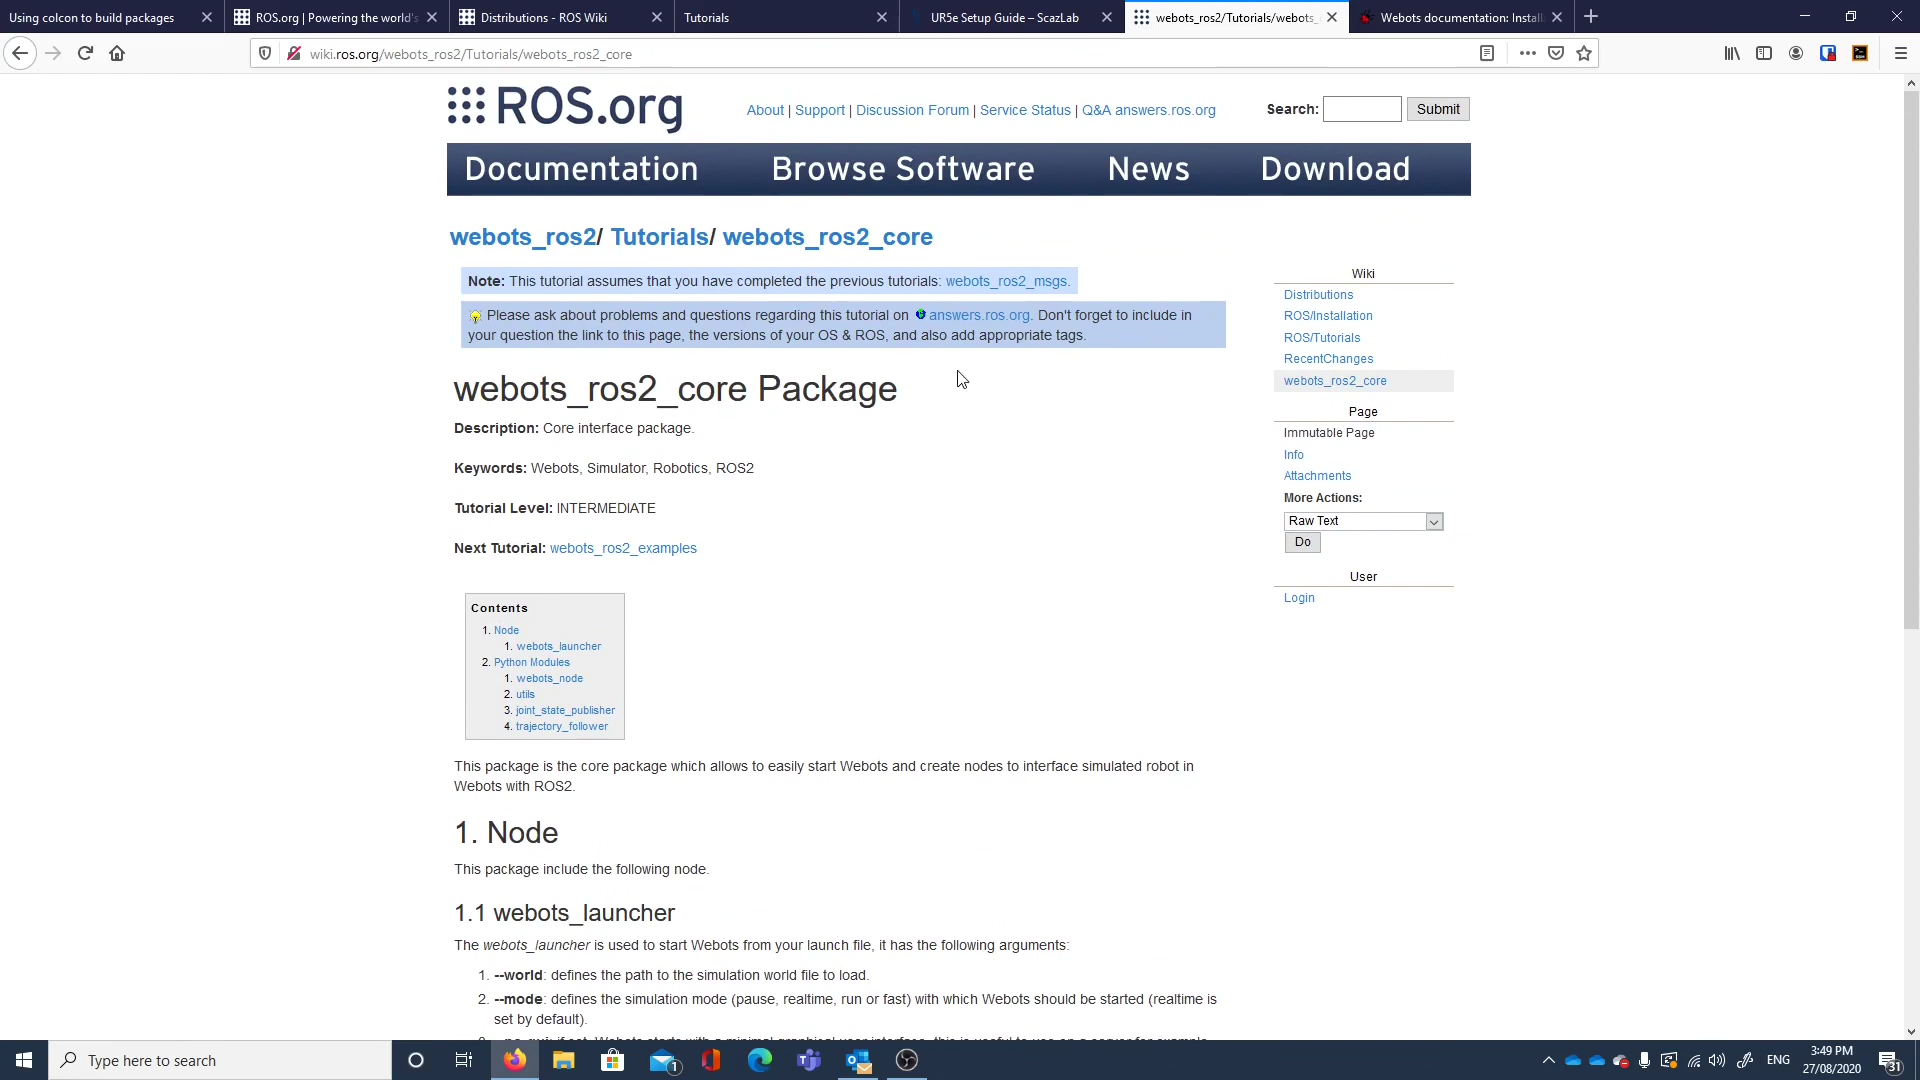 Using colcon to build packages
ROS.org | Powering the world's
Distributions - ROS Wiki
Tutorials
UR5e Setup Guide – ScazLab
webots_ros2/Tutorials/webots_
Webots documentation: Install
wiki.ros.org/webots_ros2/Tutorials/webots_ros2_core
ROS.org
About | Support | Discussion Forum | Service Status | Q&A answers.ros.org
Search:
Submit
Documentation
Browse Software
News
Download
webots_ros2/ Tutorials/ webots_ros2_core
Note: This tutorial assumes that you have completed the previous tutorials: webots_ros2_msgs.
Please ask about problems and questions regarding this tutorial on answers.ros.org. Don't forget to include in
your question the link to this page, the versions of your OS & ROS, and also add appropriate tags.
webots_ros2_core Package
Description: Core interface package.
Keywords: Webots, Simulator, Robotics, ROS2
Tutorial Level: INTERMEDIATE
Next Tutorial: webots_ros2_examples
Contents
1. Node
1. webots_launcher
2. Python Modules
1. webots_node
2. utils
3. joint_state_publisher
4. trajectory_follower
This package is the core package which allows to easily start Webots and create nodes to interface simulated robot in
Webots with ROS2.
1. Node
This package include the following node.
1.1 webots_launcher
The webots_launcher is used to start Webots from your launch file, it has the following arguments:
1. --world: defines the path to the simulation world file to load.
2. --mode: defines the simulation mode (pause, realtime, run or fast) with which Webots should be started (realtime is
set by default).
Wiki
Distributions
ROS/Installation
ROS/Tutorials
RecentChanges
webots_ros2_core
Page
Immutable Page
Info
Attachments
More Actions:
Raw Text
Do
User
Login
Type here to search
1
ENG
3:49 PM
27/08/2020
31